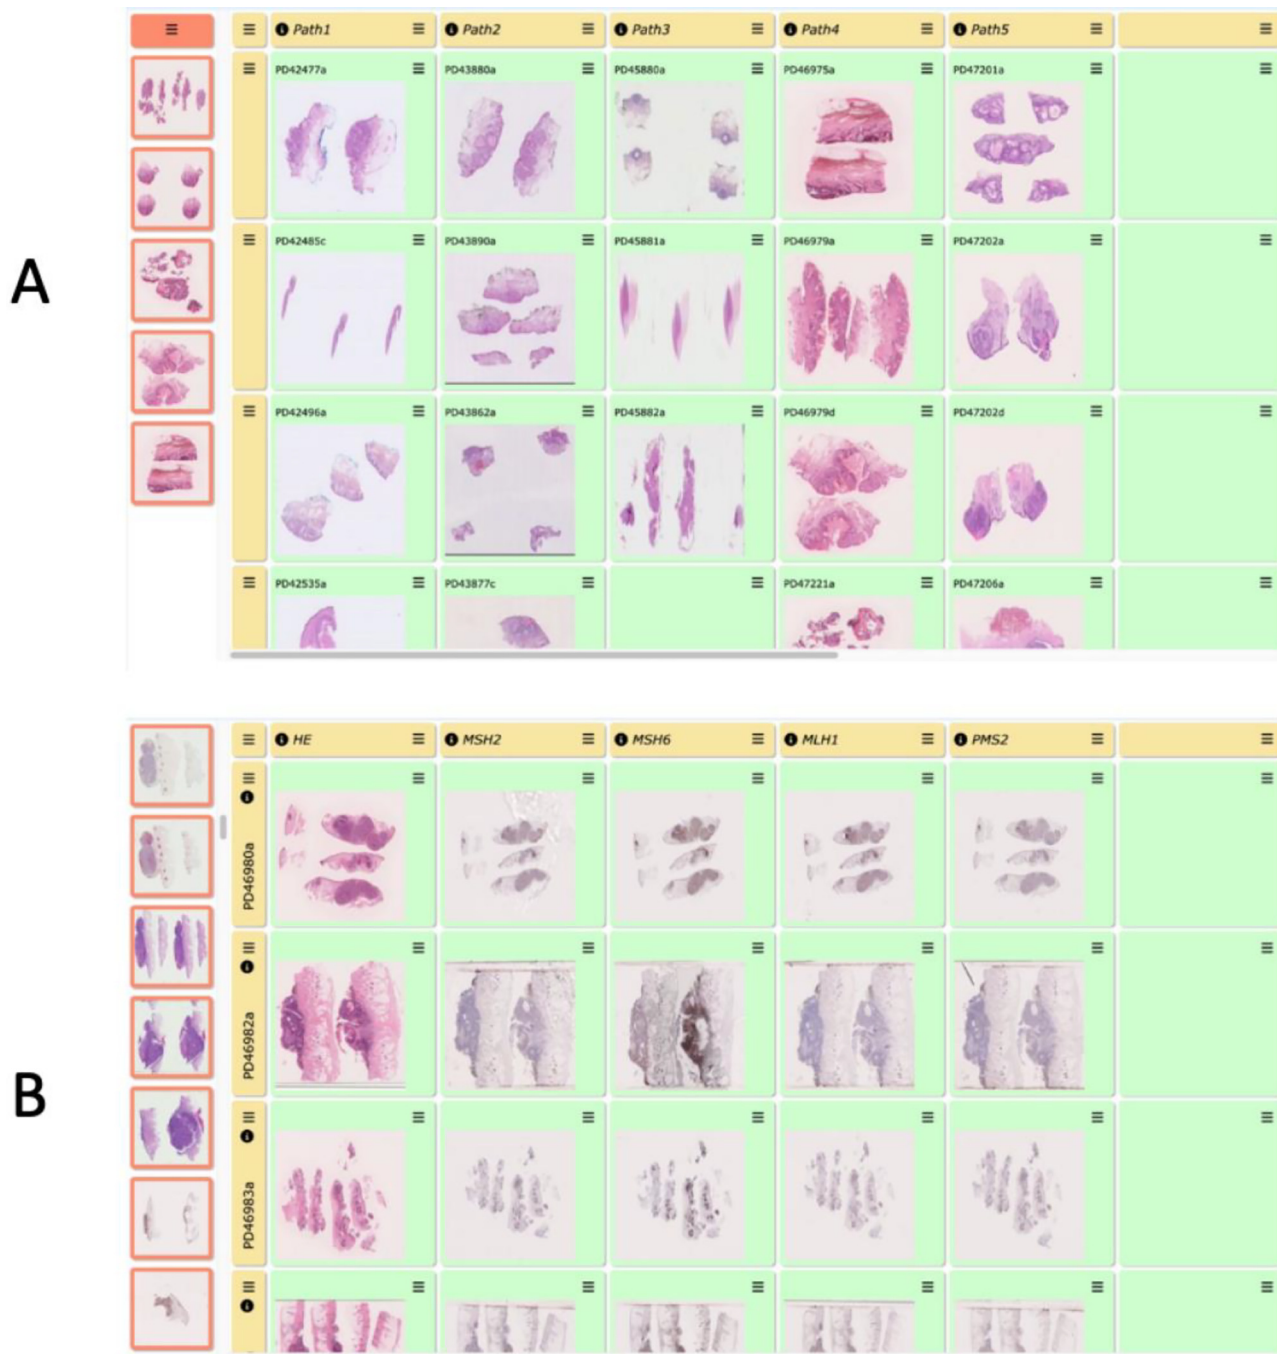 A
Path1 Path2 Path3 Path4 Path5
PD42477a PD43880a PD45880a PD46975a PD47201a
PD42485c PD43890a PD45881a PD46979a PD47202a
PD42496a PD43862a PD45882a PD46979d PD47202d
PD42535a PD43877c PD47221a PD47206a
B
HE MSH2 MSH6 MLH1 PMS2
PD46980a
PD46982a
PD46983a